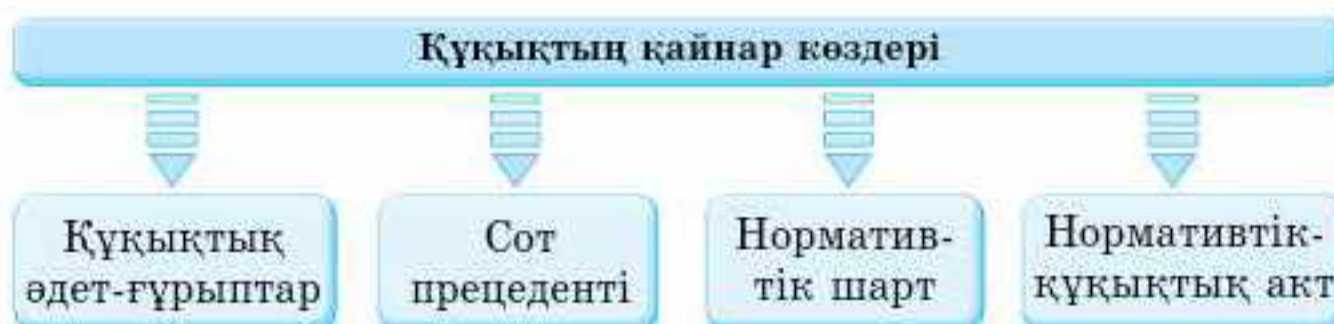 Құқықтың қайнар көздері
Құқықтық
әдет-ғұрыптар
Сот
прецеденті
Норматив-
тік шарт
Нормативтік-
құқықтық акт